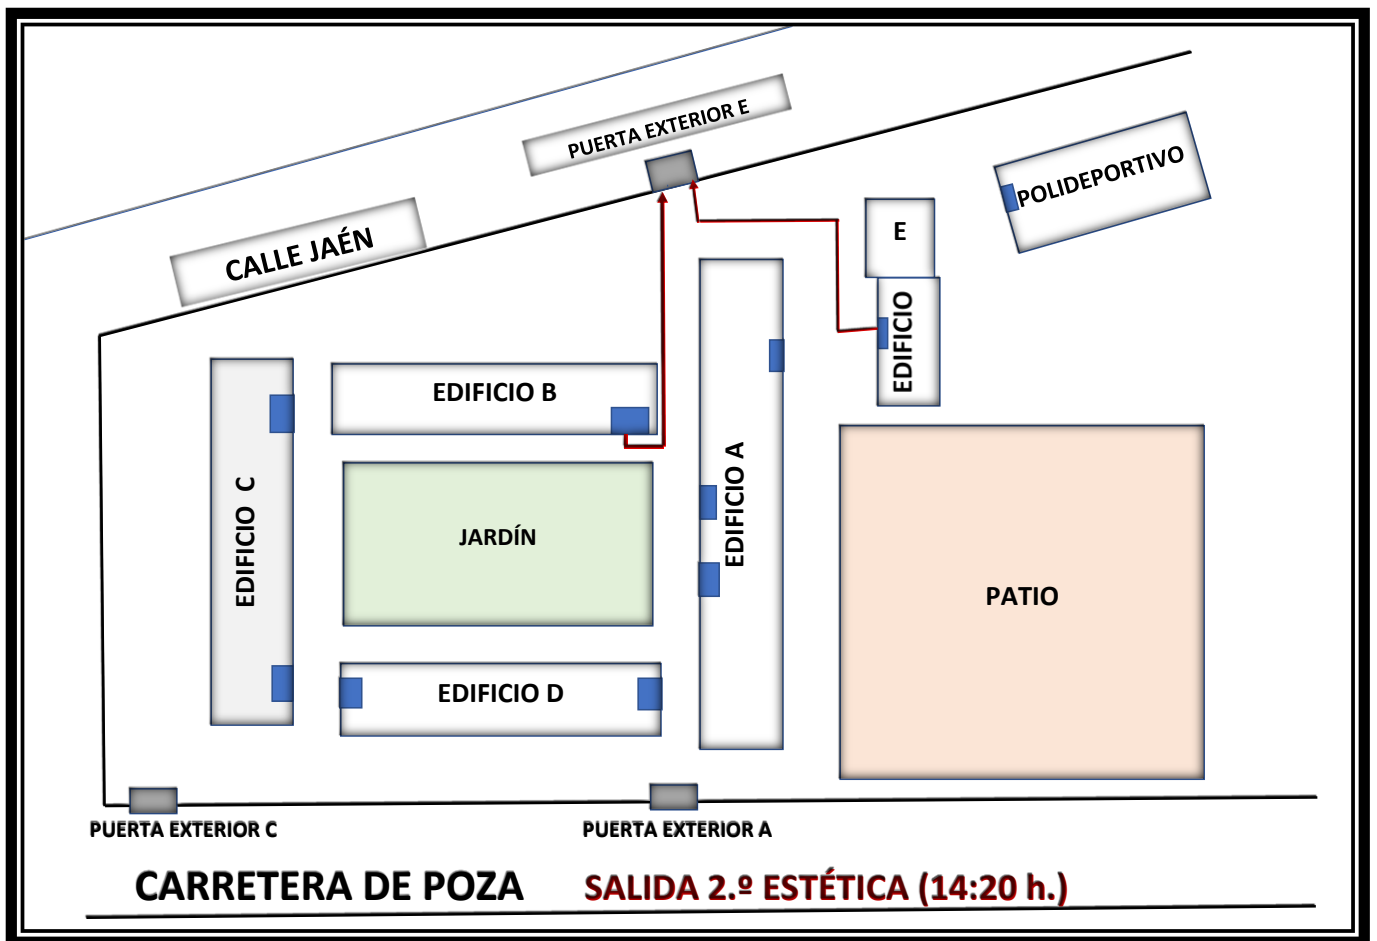 PUERTA EXTERIOR E
POLIDEPORTIVO
CALLE JAÉN
E
EDIFICIO
EDIFICIO B
EDIFICIO A
EDIFICIO C
JARDÍN
PATIO
EDIFICIO D
PUERTA EXTERIOR C
PUERTA EXTERIOR A
CARRETERA DE POZA
SALIDA 2.º ESTÉTICA (14:20 h.)